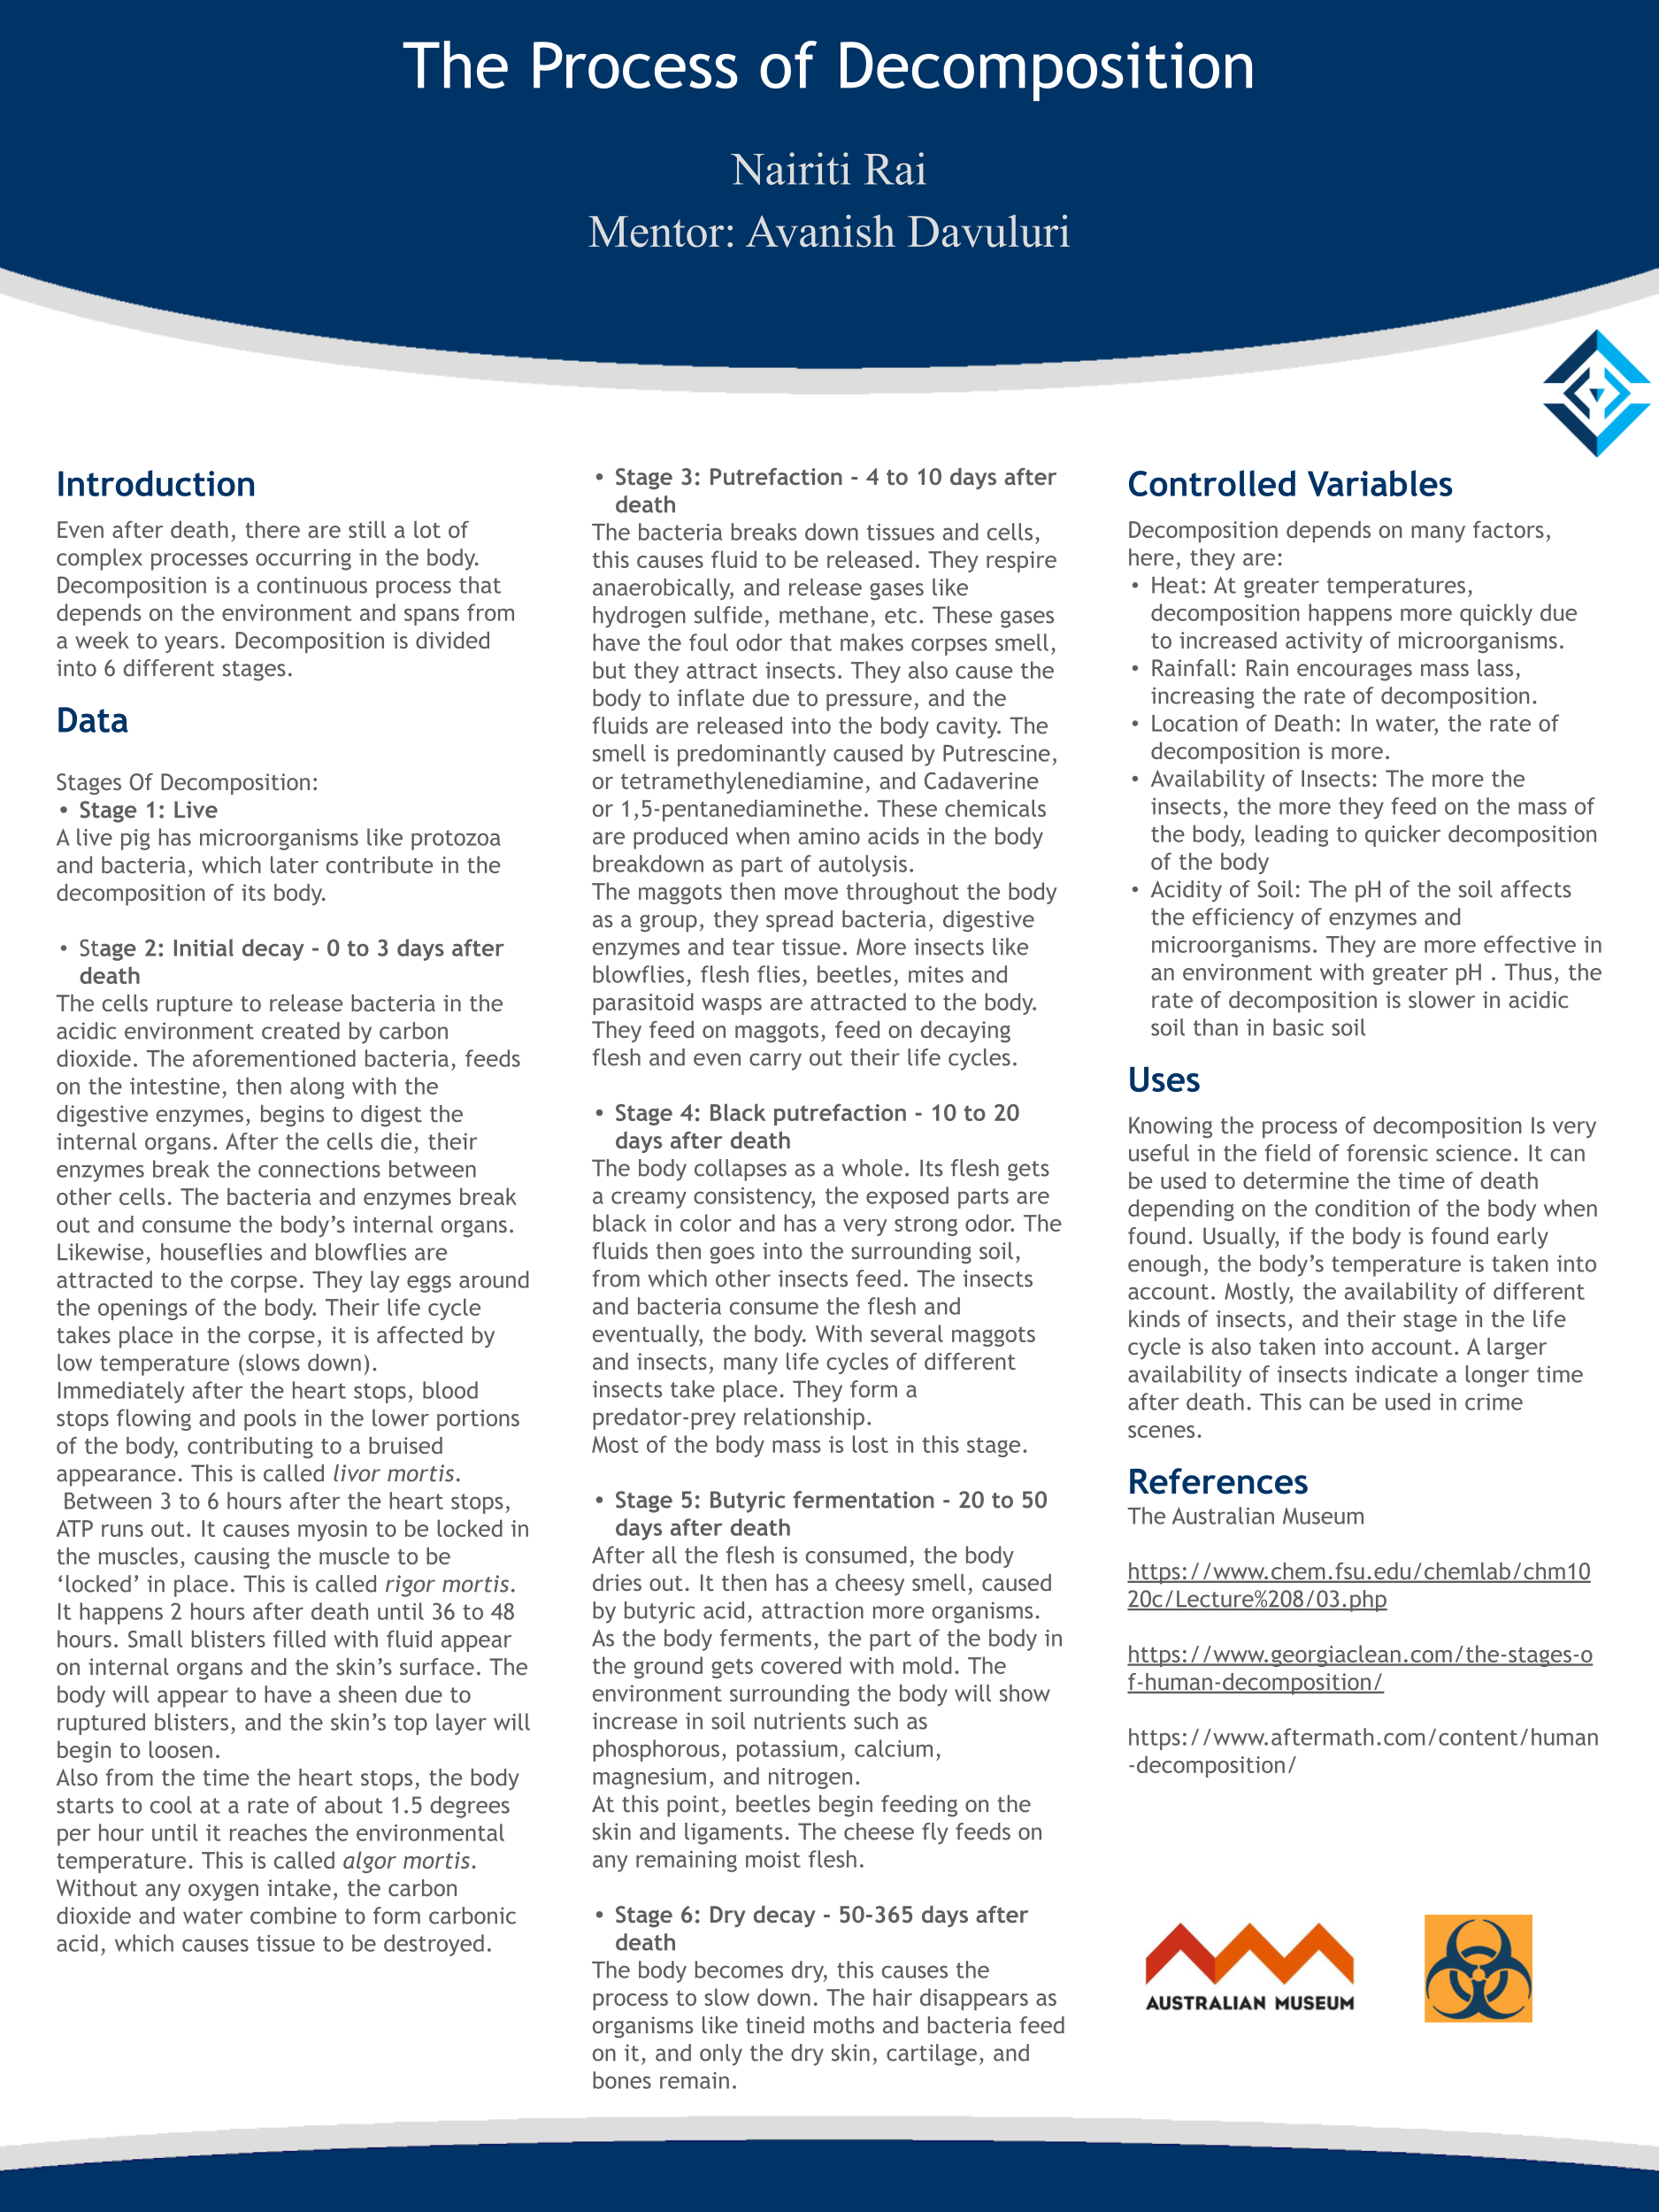 The Process of Decomposition
Nairiti Rai
Mentor: Avanish Davuluri
Introduction
Even after death, there are still a lot of
complex processes occurring in the body.
Decomposition is a continuous process that
depends on the environment and spans from
a week to years. Decomposition is divided
into 6 different stages.
Data
Stages Of Decomposition:
• Stage 1: Live
A live pig has microorganisms like protozoa
and bacteria, which later contribute in the
decomposition of its body.
• Stage 2: Initial decay - 0 to 3 days after
death
The cells rupture to release bacteria in the
acidic environment created by carbon
dioxide. The aforementioned bacteria, feeds
on the intestine, then along with the
digestive enzymes, begins to digest the
internal organs. After the cells die, their
enzymes break the connections between
other cells. The bacteria and enzymes break
out and consume the body’s internal organs.
Likewise, houseflies and blowflies are
attracted to the corpse. They lay eggs around
the openings of the body. Their life cycle
takes place in the corpse, it is affected by
low temperature (slows down).
Immediately after the heart stops, blood
stops flowing and pools in the lower portions
of the body, contributing to a bruised
appearance. This is called livor mortis.
Between 3 to 6 hours after the heart stops,
ATP runs out. It causes myosin to be locked in
the muscles, causing the muscle to be
‘locked’ in place. This is called rigor mortis.
It happens 2 hours after death until 36 to 48
hours. Small blisters filled with fluid appear
on internal organs and the skin’s surface. The
body will appear to have a sheen due to
ruptured blisters, and the skin’s top layer will
begin to loosen.
Also from the time the heart stops, the body
starts to cool at a rate of about 1.5 degrees
per hour until it reaches the environmental
temperature. This is called algor mortis.
Without any oxygen intake, the carbon
dioxide and water combine to form carbonic
acid, which causes tissue to be destroyed.
• Stage 3: Putrefaction - 4 to 10 days after
death
The bacteria breaks down tissues and cells,
this causes fluid to be released. They respire
anaerobically, and release gases like
hydrogen sulfide, methane, etc. These gases
have the foul odor that makes corpses smell,
but they attract insects. They also cause the
body to inflate due to pressure, and the
fluids are released into the body cavity. The
smell is predominantly caused by Putrescine,
or tetramethylenediamine, and Cadaverine
or 1,5-pentanediaminethe. These chemicals
are produced when amino acids in the body
breakdown as part of autolysis.
The maggots then move throughout the body
as a group, they spread bacteria, digestive
enzymes and tear tissue. More insects like
blowflies, flesh flies, beetles, mites and
parasitoid wasps are attracted to the body.
They feed on maggots, feed on decaying
flesh and even carry out their life cycles.
• Stage 4: Black putrefaction - 10 to 20
days after death
The body collapses as a whole. Its flesh gets
a creamy consistency, the exposed parts are
black in color and has a very strong odor. The
fluids then goes into the surrounding soil,
from which other insects feed. The insects
and bacteria consume the flesh and
eventually, the body. With several maggots
and insects, many life cycles of different
insects take place. They form a
predator-prey relationship.
Most of the body mass is lost in this stage.
• Stage 5: Butyric fermentation - 20 to 50
days after death
After all the flesh is consumed, the body
dries out. It then has a cheesy smell, caused
by butyric acid, attraction more organisms.
As the body ferments, the part of the body in
the ground gets covered with mold. The
environment surrounding the body will show
increase in soil nutrients such as
phosphorous, potassium, calcium,
magnesium, and nitrogen.
At this point, beetles begin feeding on the
skin and ligaments. The cheese fly feeds on
any remaining moist flesh.
• Stage 6: Dry decay - 50-365 days after
death
The body becomes dry, this causes the
process to slow down. The hair disappears as
organisms like tineid moths and bacteria feed
on it, and only the dry skin, cartilage, and
bones remain.
Controlled Variables
Decomposition depends on many factors,
here, they are:
• Heat: At greater temperatures,
decomposition happens more quickly due
to increased activity of microorganisms.
• Rainfall: Rain encourages mass lass,
increasing the rate of decomposition.
• Location of Death: In water, the rate of
decomposition is more.
• Availability of Insects: The more the
insects, the more they feed on the mass of
the body, leading to quicker decomposition
of the body
• Acidity of Soil: The pH of the soil affects
the efficiency of enzymes and
microorganisms. They are more effective in
an environment with greater pH . Thus, the
rate of decomposition is slower in acidic
soil than in basic soil
Uses
Knowing the process of decomposition Is very
useful in the field of forensic science. It can
be used to determine the time of death
depending on the condition of the body when
found. Usually, if the body is found early
enough, the body’s temperature is taken into
account. Mostly, the availability of different
kinds of insects, and their stage in the life
cycle is also taken into account. A larger
availability of insects indicate a longer time
after death. This can be used in crime
scenes.
References
The Australian Museum
https://www.chem.fsu.edu/chemlab/chm10
20c/Lecture%208/03.php
https://www.georgiaclean.com/the-stages-o
f-human-decomposition/
https://www.aftermath.com/content/human
-decomposition/
AUSTRALIAN MUSEUM